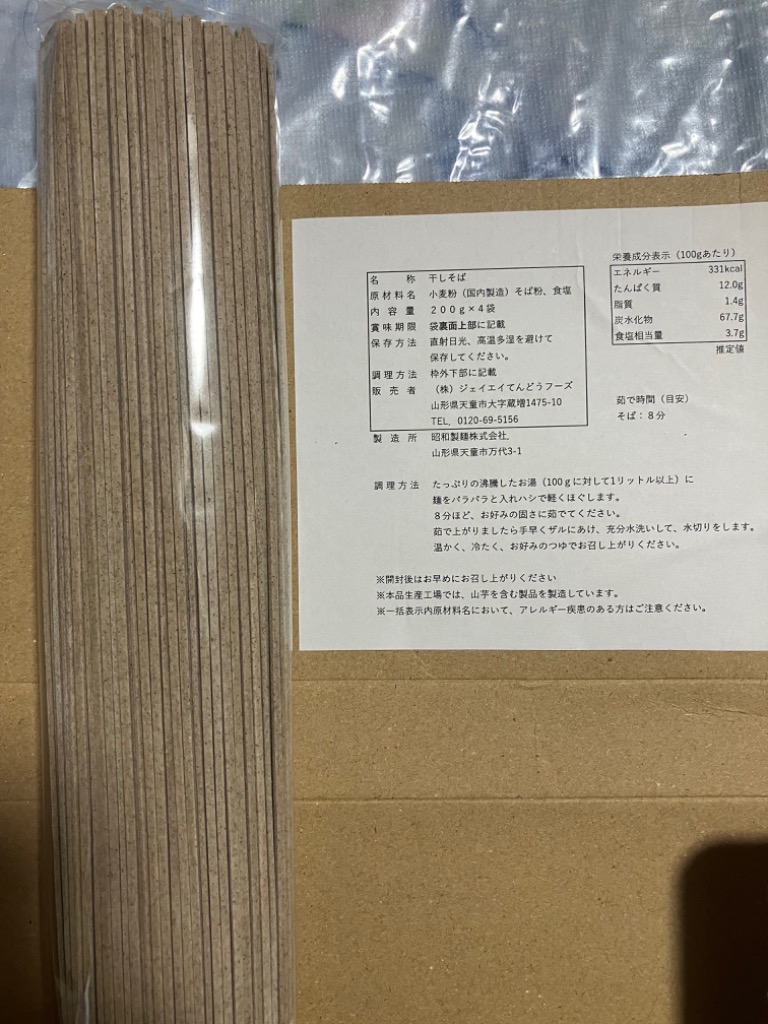 名称 干しそば
原材料名 小麦粉（国内製造）そば粉、食塩
内容量 ２００ｇ×４袋
賞味期限 袋裏面上部に記載
保存方法 直射日光、高温多湿を避けて
保存してください。
調理方法 枠外下部に記載
販売者 （株）ジェイエイてんどうフーズ
山形県天童市大字蔵増1475-10
TEL. 0120-69-5156
製造所 昭和製麺株式会社.
山形県天童市万代3-1
栄養成分表示（100gあたり）
エネルギー 331kcal
たんぱく質 12.0g
脂質 1.4g
炭水化物 67.7g
食塩相当量 3.7g
推定値
茹で時間（目安）
そば：８分
調理方法 たっぷりの沸騰したお湯（100ｇに対して1リットル以上）に
麺をパラパラと入れハシで軽くほぐします。
８分ほど、お好みの固さに茹でてください。
茹で上がりましたら手早くザルにあけ、充分水洗いして、水切りをします。
温かく、冷たく、お好みのつゆでお召し上がりください。
※開封後はお早めにお召し上がりください
※本品生産工場では、山芋を含む製品を製造しています。
※一括表示内原材料名において、アレルギー疾患のある方はご注意ください。